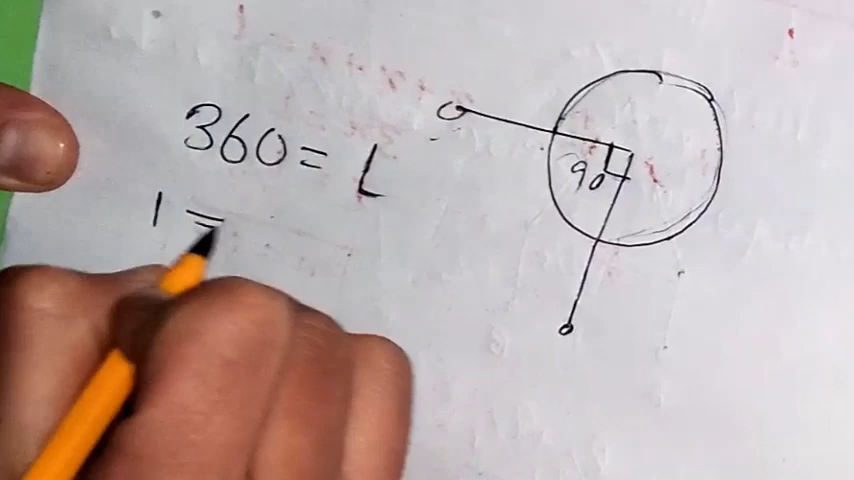 360 = L
1 =
90